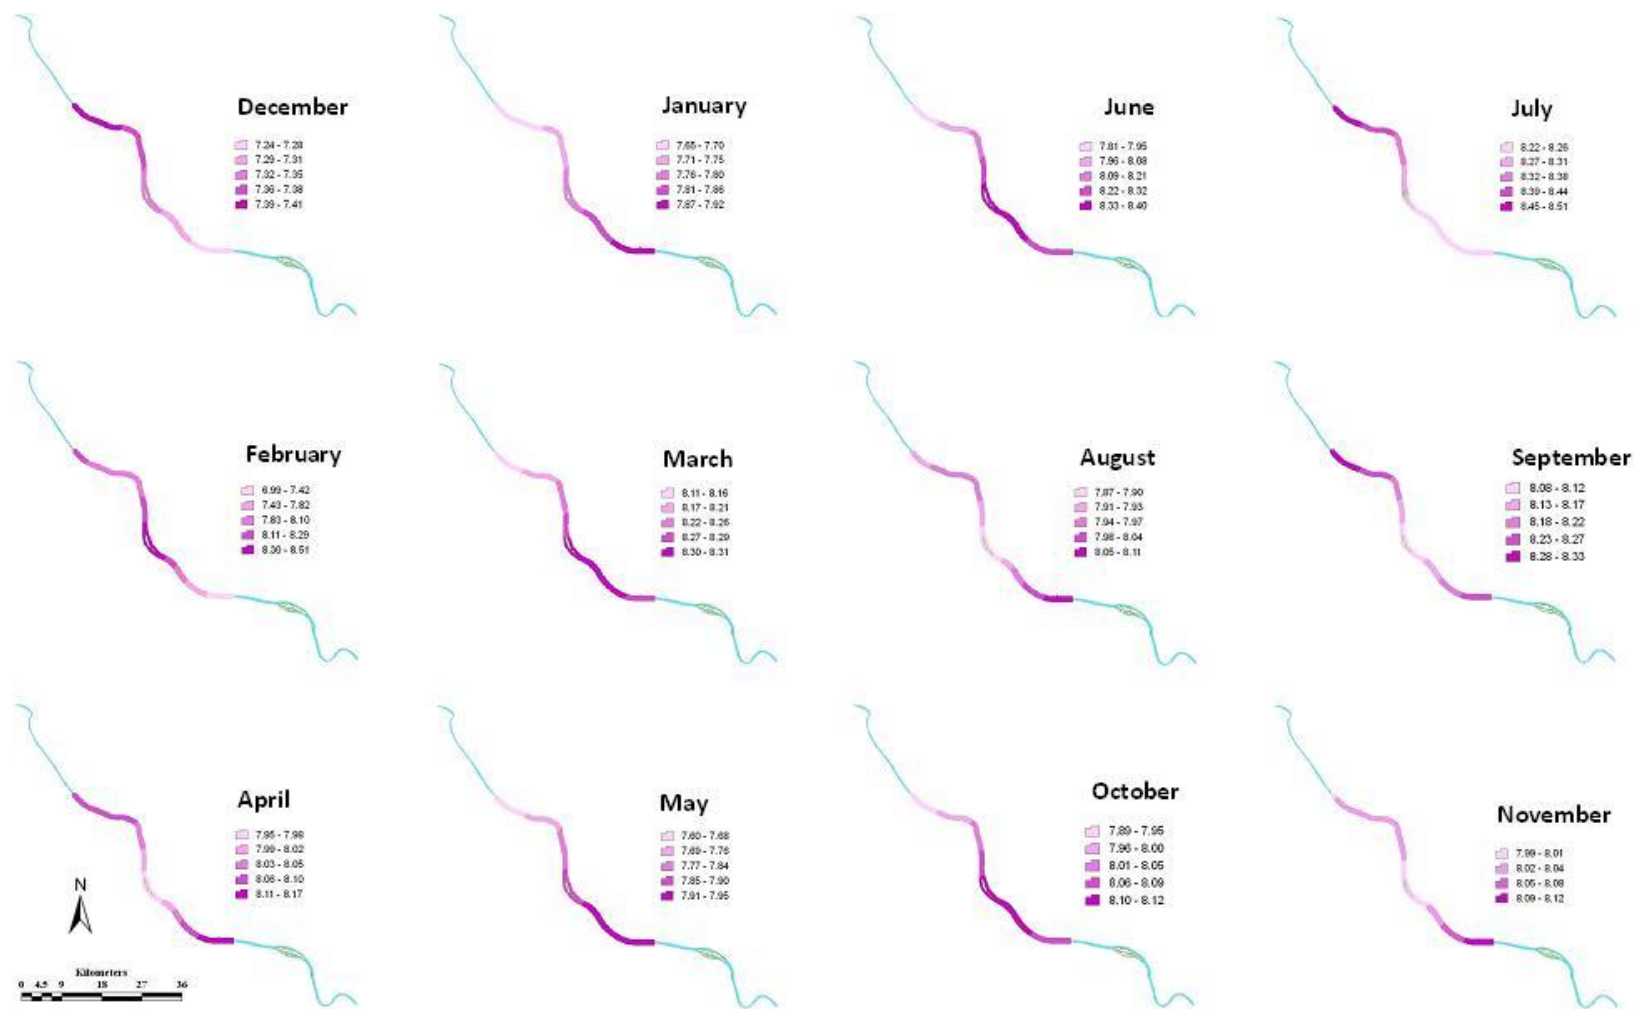 December
7.24 - 7.28
7.29 - 7.31
7.32 - 7.35
7.36 - 7.38
7.39 - 7.41
January
7.65 - 7.70
7.71 - 7.75
7.76 - 7.80
7.81 - 7.86
7.87 - 7.92
June
7.81 - 7.95
7.96 - 8.08
8.09 - 8.21
8.22 - 8.32
8.33 - 8.40
July
8.22 - 8.26
8.27 - 8.31
8.32 - 8.38
8.39 - 8.44
8.45 - 8.51
February
6.99 - 7.42
7.43 - 7.82
7.83 - 8.10
8.11 - 8.29
8.30 - 8.51
March
8.11 - 8.16
8.17 - 8.21
8.22 - 8.26
8.27 - 8.29
8.30 - 8.31
August
7.87 - 7.90
7.91 - 7.93
7.94 - 7.97
7.98 - 8.04
8.05 - 8.11
September
8.08 - 8.12
8.13 - 8.17
8.18 - 8.22
8.23 - 8.27
8.28 - 8.33
April
7.95 - 7.98
7.99 - 8.02
8.03 - 8.05
8.06 - 8.10
8.11 - 8.17
May
7.60 - 7.68
7.69 - 7.76
7.77 - 7.84
7.85 - 7.90
7.91 - 7.95
October
7.89 - 7.95
7.96 - 8.00
8.01 - 8.05
8.06 - 8.09
8.10 - 8.12
November
7.99 - 8.01
8.02 - 8.04
8.05 - 8.08
8.09 - 8.12
N
Kilometers
0 4.5 9 18 27 36